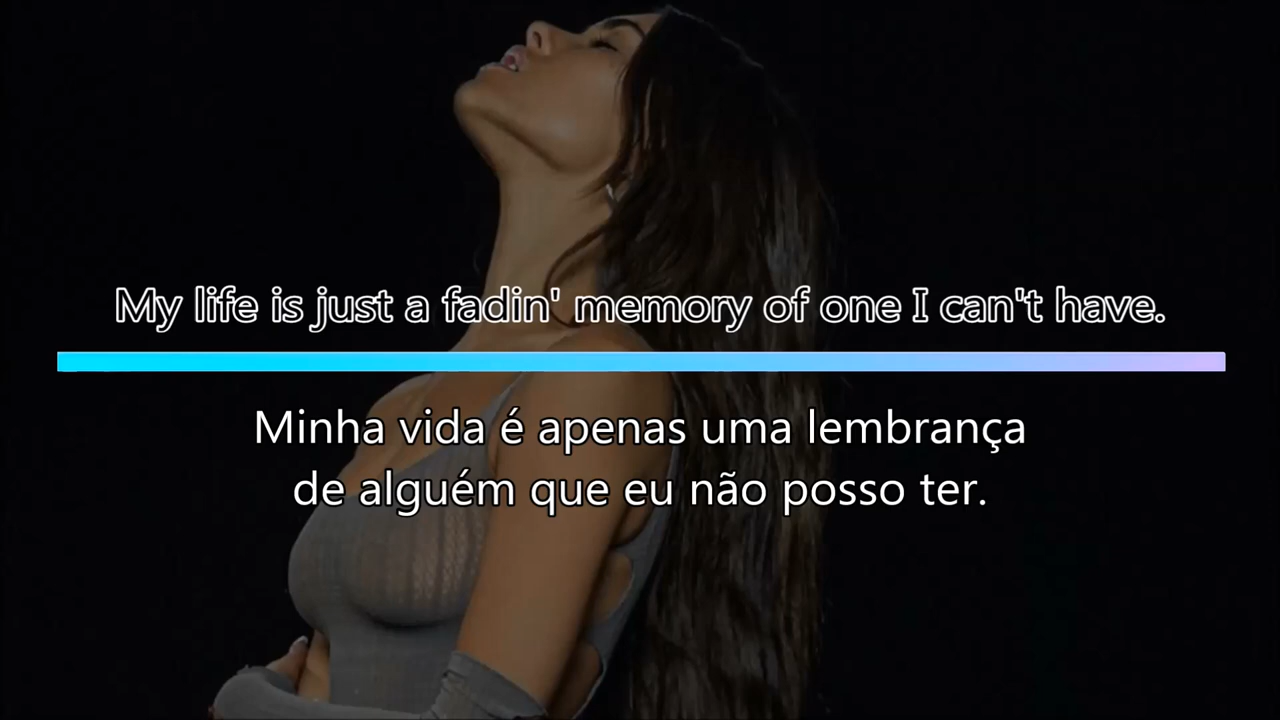 My life is just a fadin' memory of one I can't have.
Minha vida é apenas uma lembrança
de alguém que eu não posso ter.